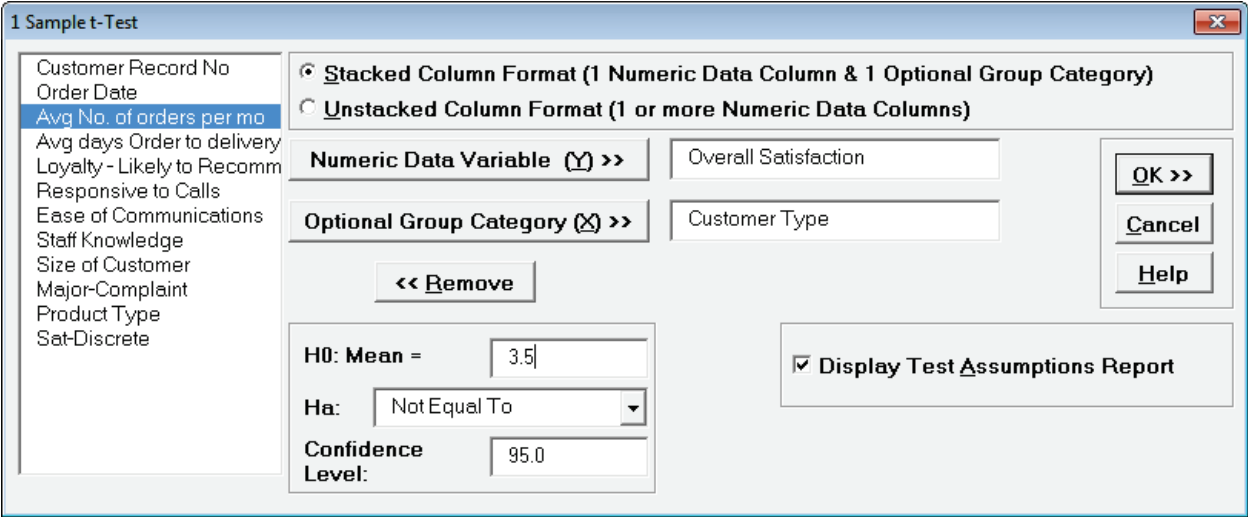 1 Sample t-Test
Customer Record No
Order Date
Avg No. of orders per mo
Avg days Order to delivery
Loyalty - Likely to Recomm
Responsive to Calls
Ease of Communications
Staff Knowledge
Size of Customer
Major-Complaint
Product Type
Sat-Discrete
Stacked Column Format (1 Numeric Data Column & 1 Optional Group Category)
Unstacked Column Format (1 or more Numeric Data Columns)
Numeric Data Variable (Y) >> Overall Satisfaction
Optional Group Category (X) >> Customer Type
<< Remove
OK >>
Cancel
Help
H0: Mean = 3.5
Ha: Not Equal To
Confidence
Level: 95.0
Display Test Assumptions Report